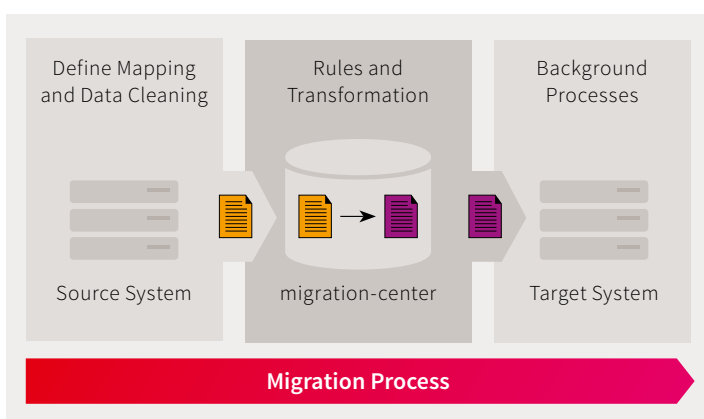 Define Mapping
and Data Cleaning
Rules and
Transformation
Background
Processes
Source System
migration-center
Target System
Migration Process